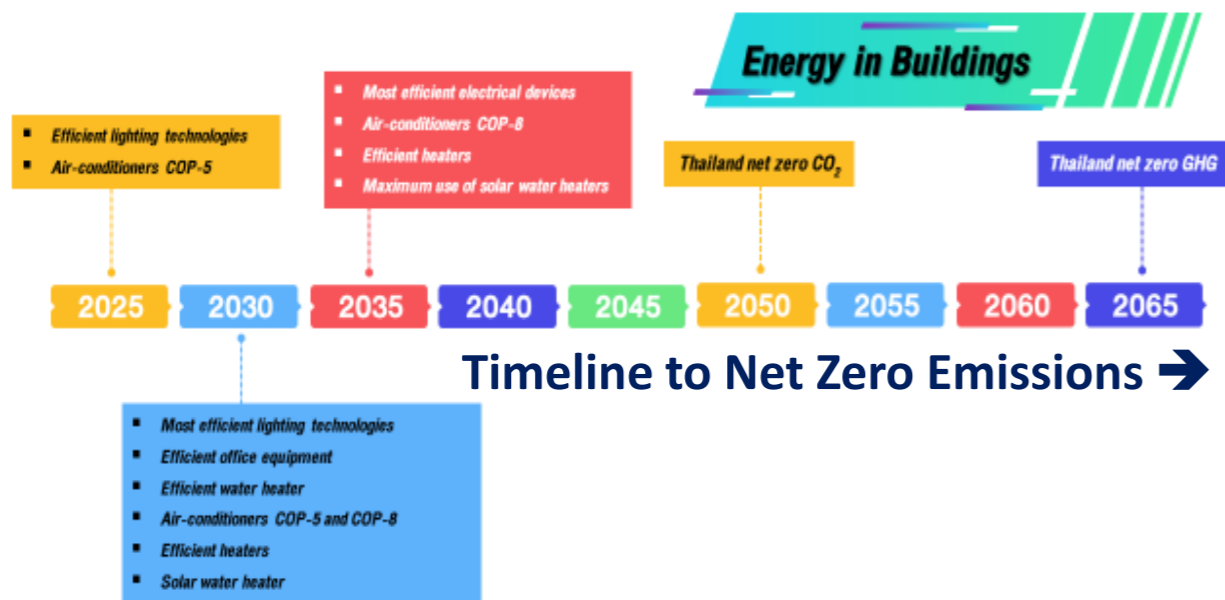 Energy in Buildings
▪ Efficient lighting technologies
▪ Air-conditioners COP-5
▪ Most efficient electrical devices
▪ Air-conditioners COP-8
▪ Efficient heaters
▪ Maximum use of solar water heaters
Thailand net zero CO₂
Thailand net zero GHG
2025 2030 2035 2040 2045 2050 2055 2060 2065
Timeline to Net Zero Emissions ➔
▪ Most efficient lighting technologies
▪ Efficient office equipment
▪ Efficient water heater
▪ Air-conditioners COP-5 and COP-8
▪ Efficient heaters
▪ Solar water heater